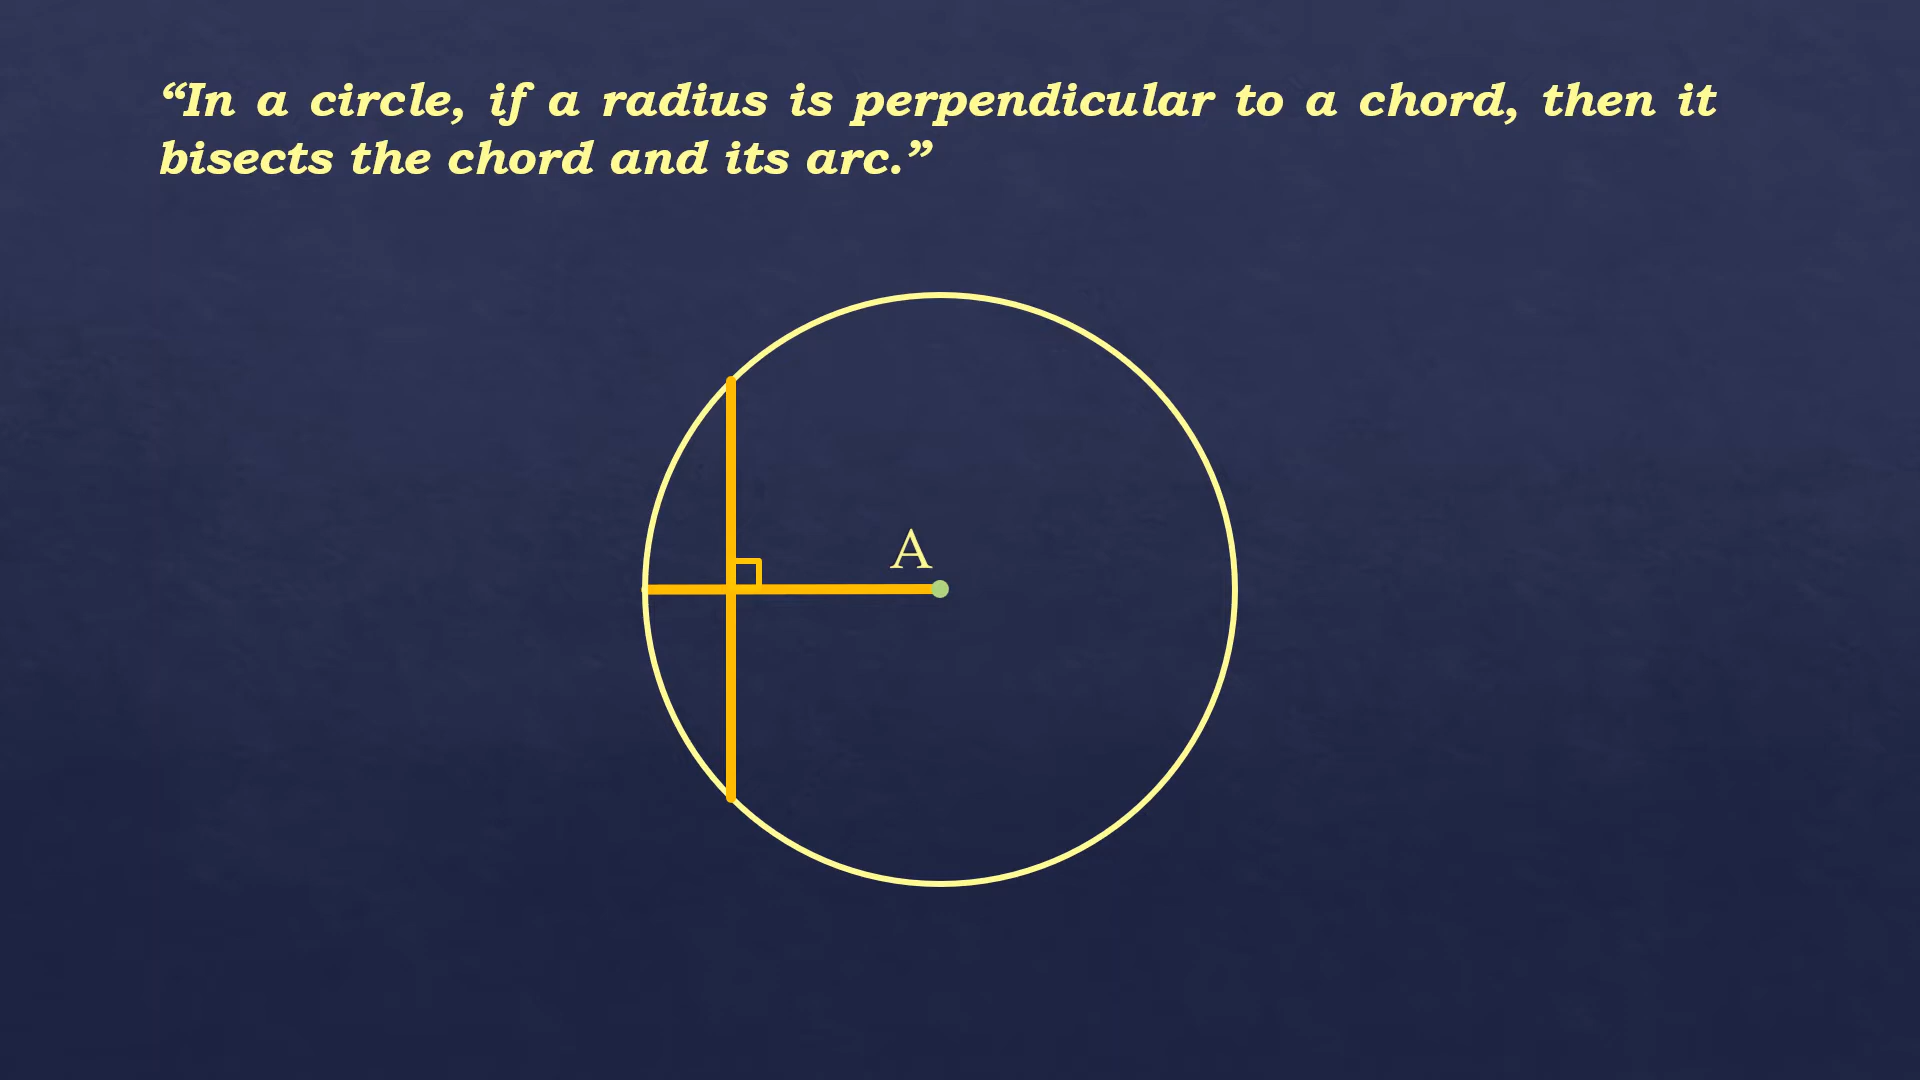 “In a circle, if a radius is perpendicular to a chord, then it
bisects the chord and its arc.”
A